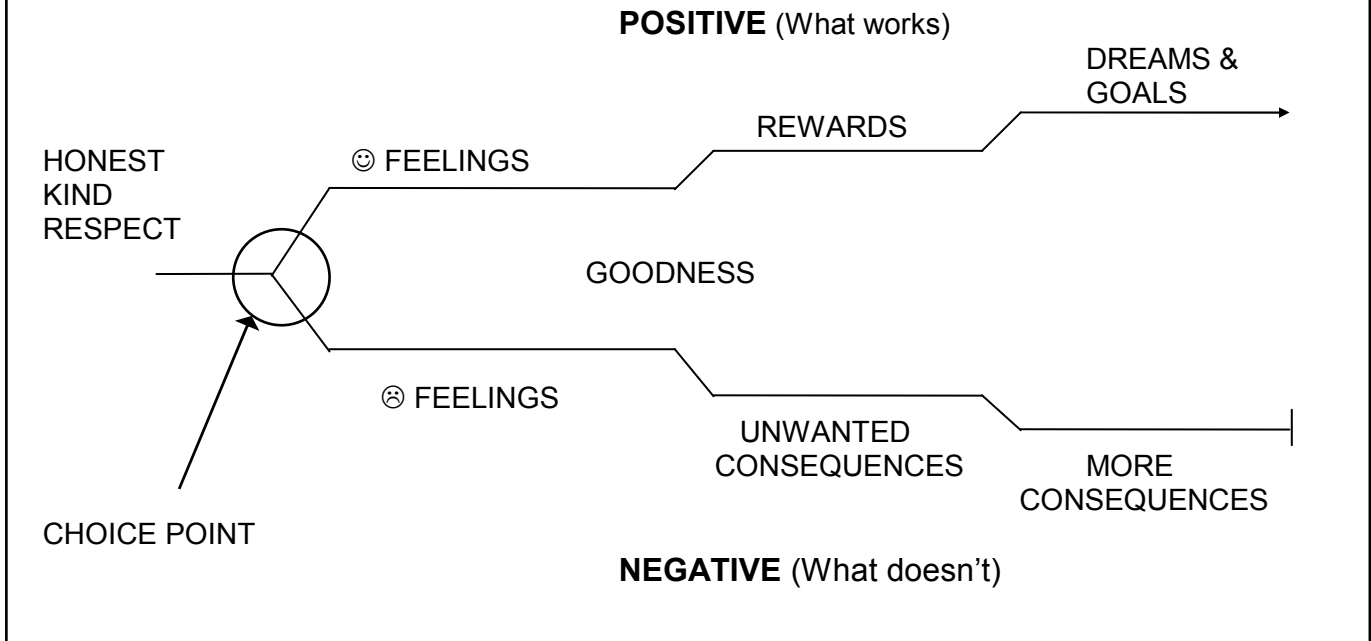 POSITIVE (What works)
DREAMS &
GOALS
REWARDS
HONEST
KIND
RESPECT
☺ FEELINGS
GOODNESS
☹ FEELINGS
UNWANTED
CONSEQUENCES
MORE
CONSEQUENCES
CHOICE POINT
NEGATIVE (What doesn’t)